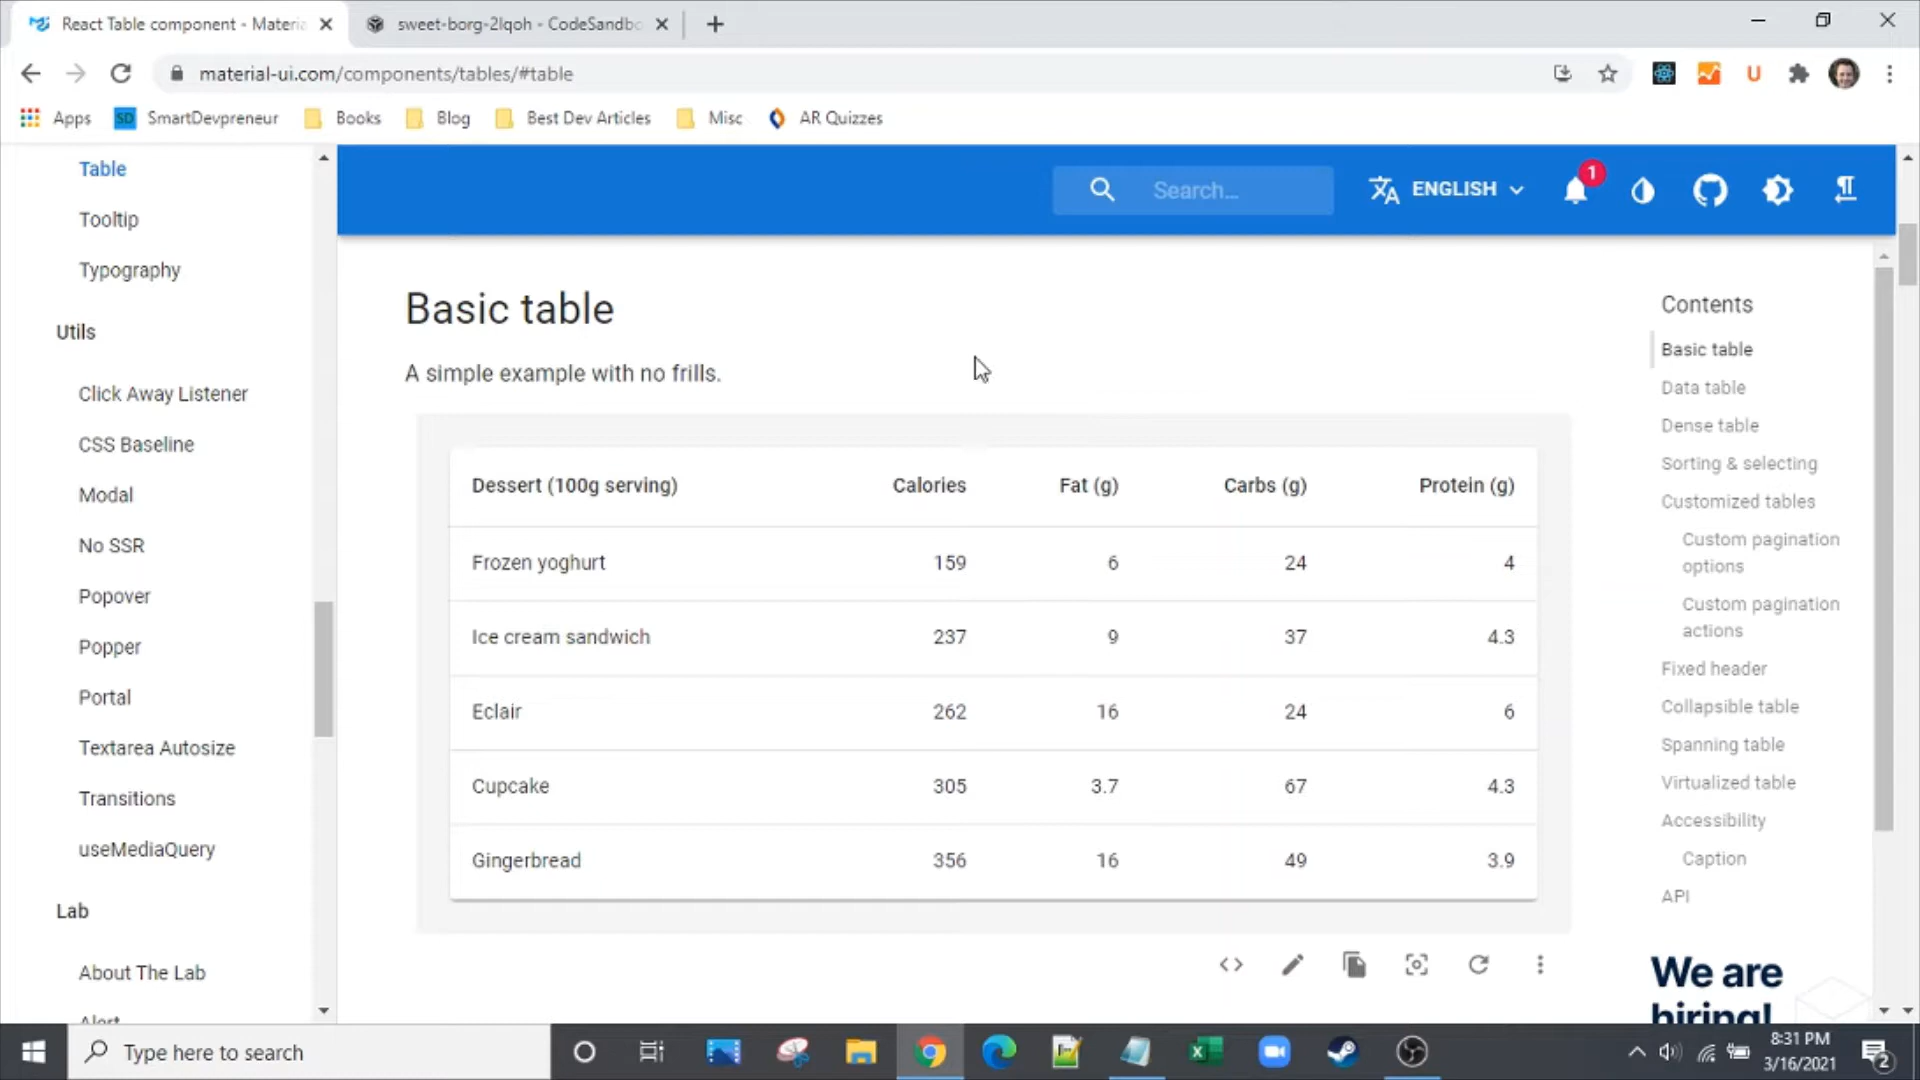 React Table component - Materia
sweet-borg-2lqoh - CodeSandbo
material-ui.com/components/tables/#table
U
Apps
SD SmartDevpreneur
Books
Blog
Best Dev Articles
Misc
AR Quizzes
Table
Tooltip
Typography
Utils
Click Away Listener
CSS Baseline
Modal
No SSR
Popover
Popper
Portal
Textarea Autosize
Transitions
useMediaQuery
Lab
About The Lab
Alert
Search…
ENGLISH
1
Basic table
A simple example with no frills.
Dessert (100g serving) Calories Fat (g) Carbs (g) Protein (g)
Frozen yoghurt 159 6 24 4
Ice cream sandwich 237 9 37 4.3
Eclair 262 16 24 6
Cupcake 305 3.7 67 4.3
Gingerbread 356 16 49 3.9
Contents
Basic table
Data table
Dense table
Sorting & selecting
Customized tables
Custom pagination
options
Custom pagination
actions
Fixed header
Collapsible table
Spanning table
Virtualized table
Accessibility
Caption
API
We are
hiring!
Type here to search
8:31 PM
3/16/2021
2